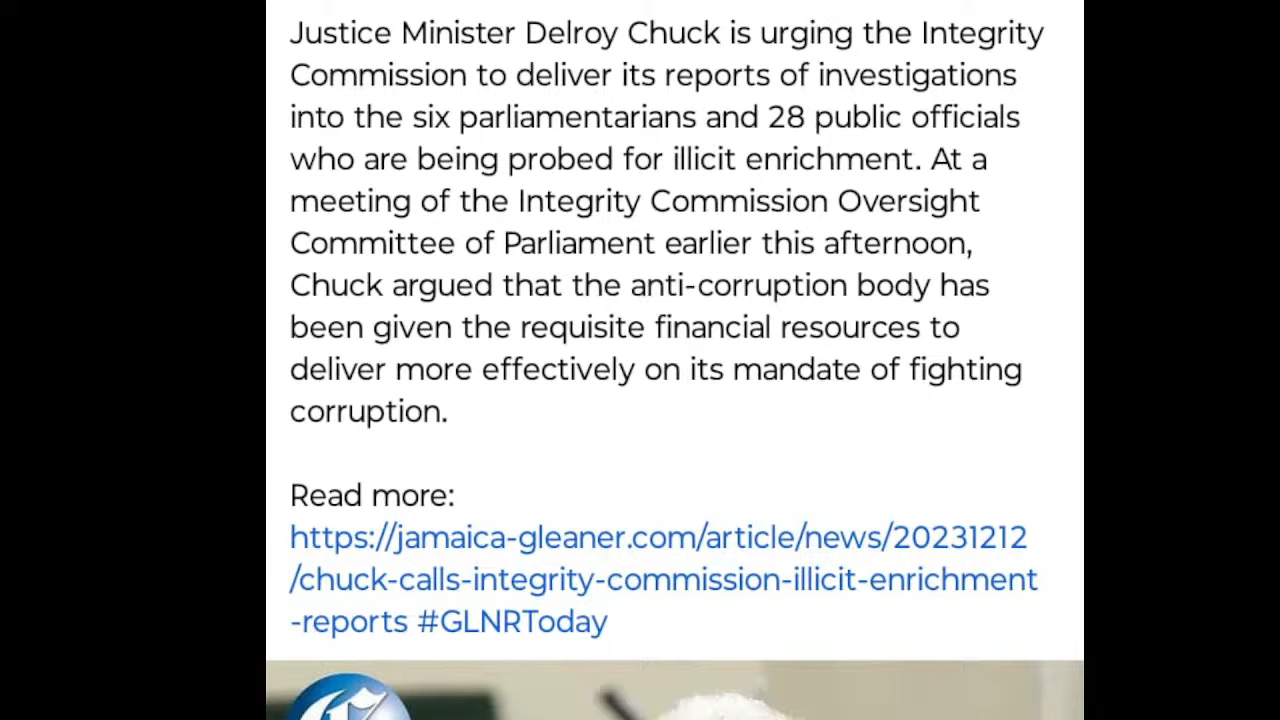 Justice Minister Delroy Chuck is urging the Integrity
Commission to deliver its reports of investigations
into the six parliamentarians and 28 public officials
who are being probed for illicit enrichment. At a
meeting of the Integrity Commission Oversight
Committee of Parliament earlier this afternoon,
Chuck argued that the anti-corruption body has
been given the requisite financial resources to
deliver more effectively on its mandate of fighting
corruption.
Read more:
https://jamaica-gleaner.com/article/news/20231212
/chuck-calls-integrity-commission-illicit-enrichment
-reports #GLNRToday